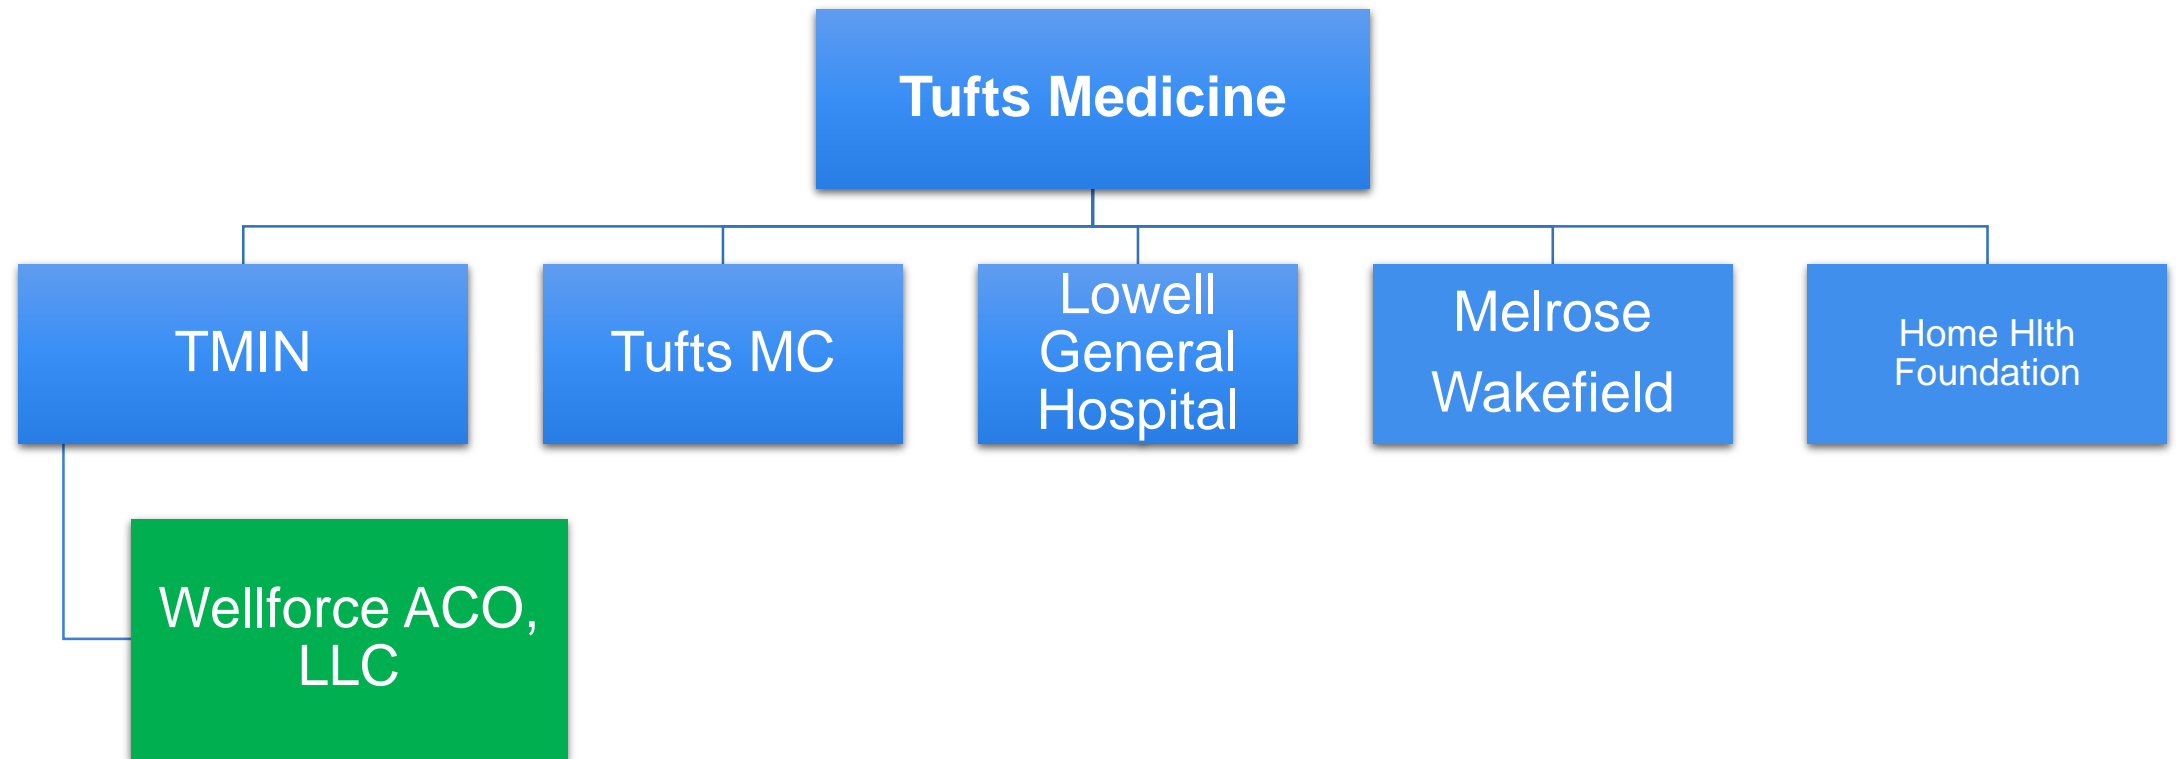 Tufts Medicine
TMIN
Tufts MC
Lowell
General
Hospital
Melrose
Wakefield
Home Hlth
Foundation
Wellforce ACO,
LLC